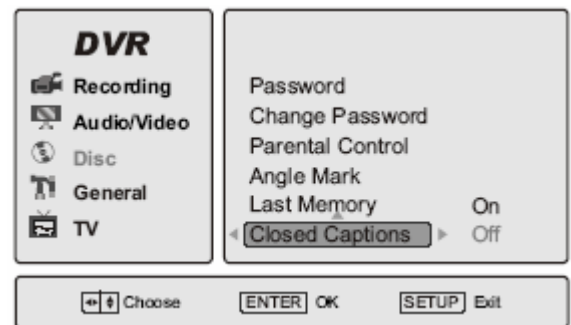 DVR
Recording
Audio/Video
Disc
General
TV
Password
Change Password
Parental Control
Angle Mark
Last Memory On
Closed Captions Off
Choose ENTER OK SETUP Exit